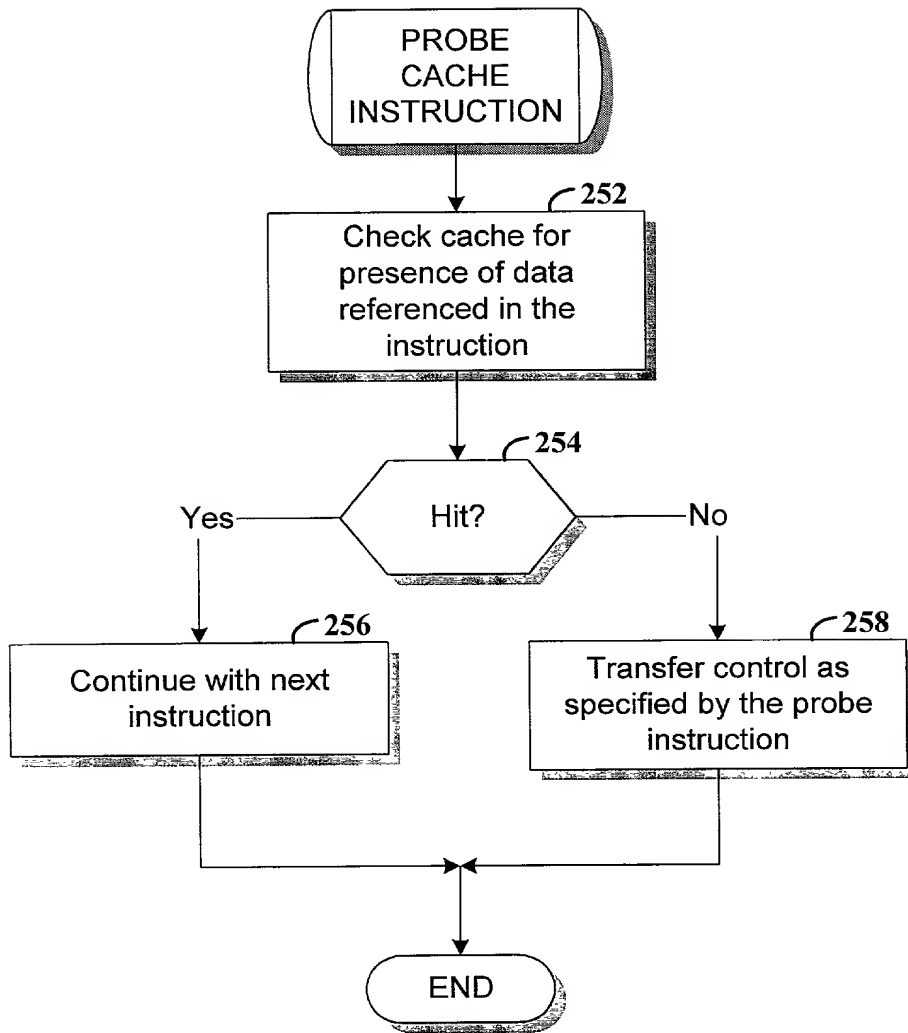 PROBE
CACHE
INSTRUCTION
252
Check cache for
presence of data
referenced in the
instruction
254
Hit?
Yes
No
256
Continue with next
instruction
258
Transfer control as
specified by the probe
instruction
END